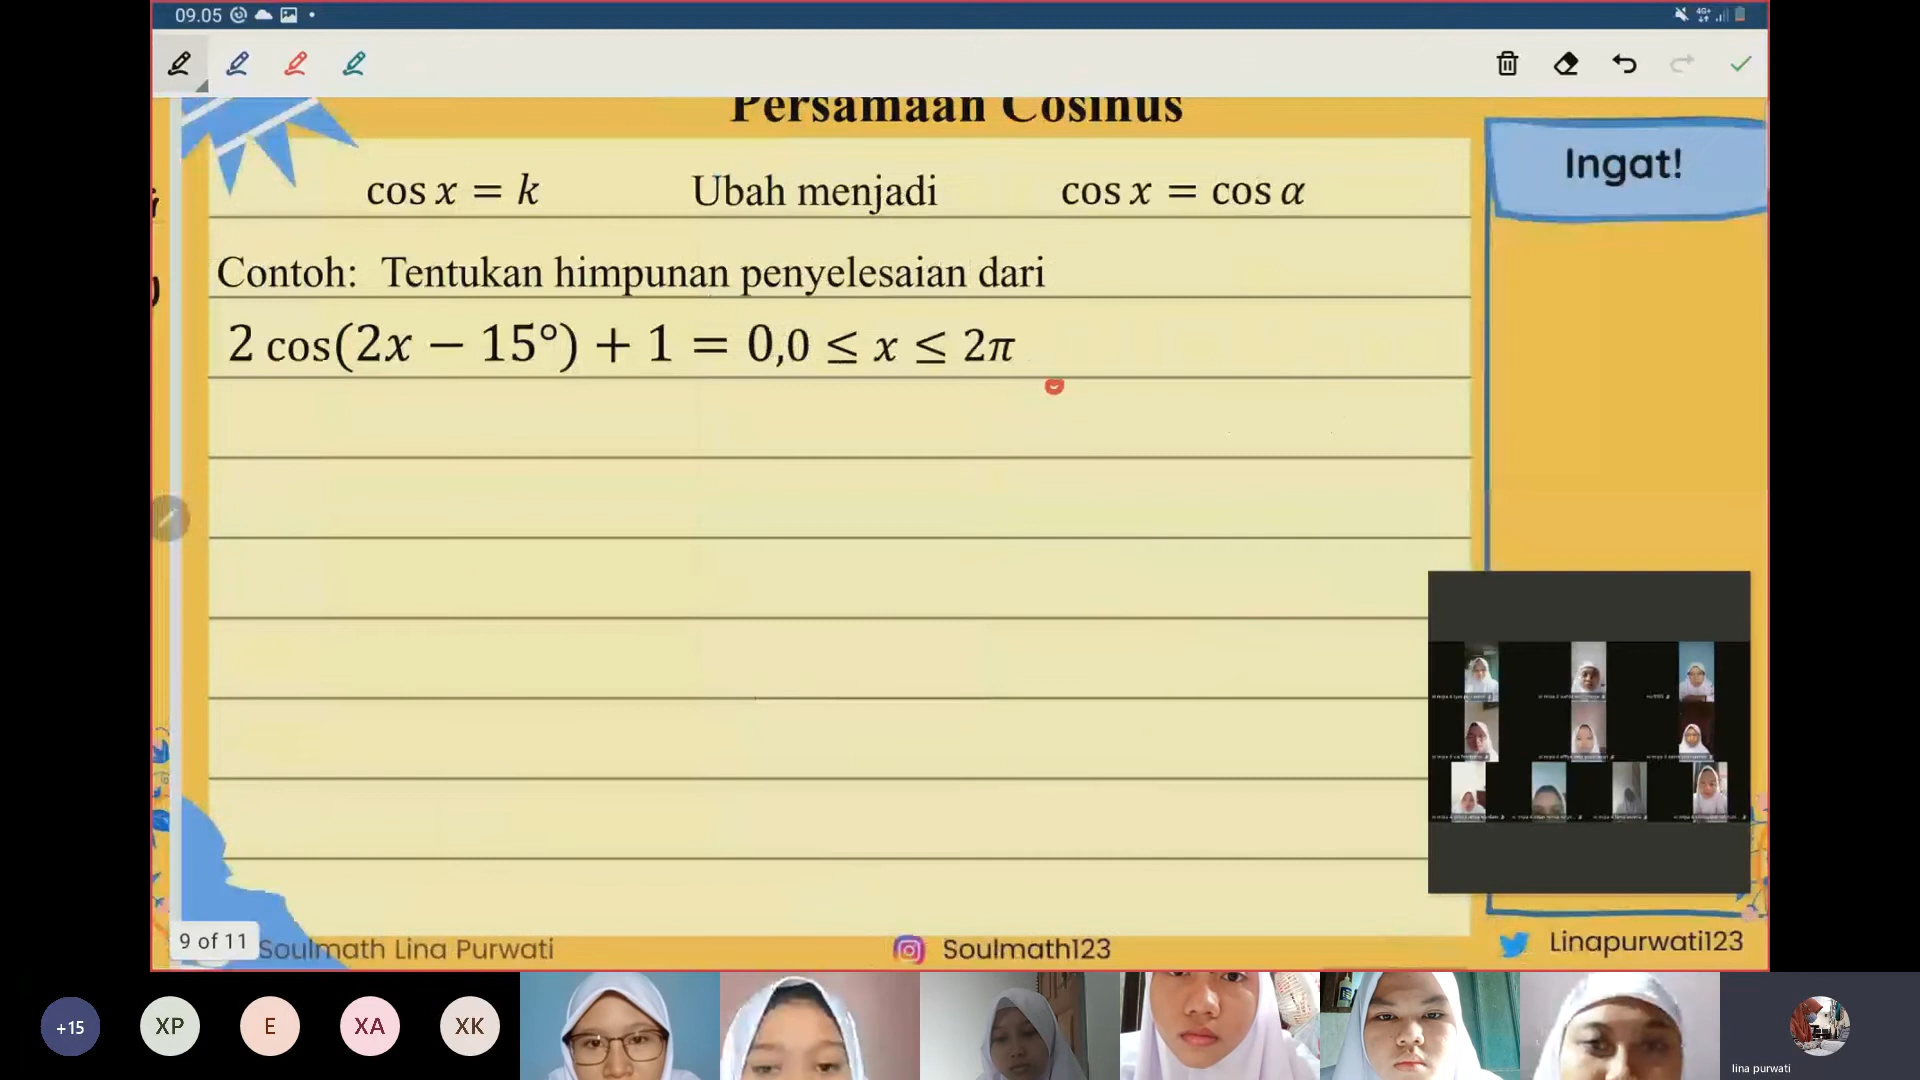 09.05
Persamaan Cosinus
cos x = k Ubah menjadi cos x = cos α
Ingat!
Contoh: Tentukan himpunan penyelesaian dari
2 cos(2x − 15°) + 1 = 0,0 ≤ x ≤ 2π
9 of 11
Soulmath Lina Purwati
Soulmath123
Linapurwati123
+15
XP
E
XA
XK
lina purwati